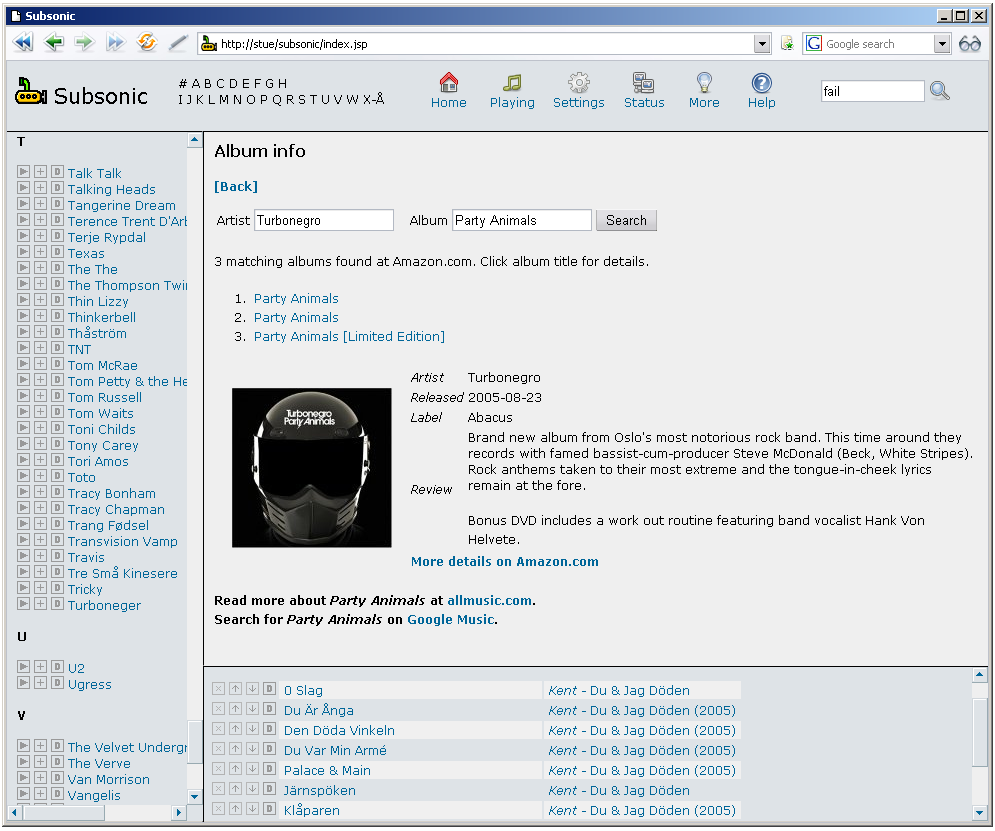 Subsonic
http://stue/subsonic/index.jsp
G Google search
Subsonic
# A B C D E F G H
I J K L M N O P Q R S T U V W X-Å
Home Playing Settings Status More Help
fail
T
D Talk Talk
D Talking Heads
D Tangerine Dream
D Terence Trent D'Arb
D Terje Rypdal
D Texas
D The The
D The Thompson Twi
D Thin Lizzy
D Thinkerbell
D Thåström
D TNT
D Tom McRae
D Tom Petty & the He
D Tom Russell
D Tom Waits
D Toni Childs
D Tony Carey
D Tori Amos
D Toto
D Tracy Bonham
D Tracy Chapman
D Trang Fødsel
D Transvision Vamp
D Travis
D Tre Små Kinesere
D Tricky
D Turboneger
U
D U2
D Ugress
V
D The Velvet Undergr
D The Verve
D Van Morrison
D Vangelis
Album info
[Back]
Artist Turbonegro Album Party Animals Search
3 matching albums found at Amazon.com. Click album title for details.
1. Party Animals
2. Party Animals
3. Party Animals [Limited Edition]
Turbonegro
Party Animals
Artist Turbonegro
Released 2005-08-23
Label Abacus
Review
Brand new album from Oslo's most notorious rock band. This time around they
records with famed bassist-cum-producer Steve McDonald (Beck, White Stripes).
Rock anthems taken to their most extreme and the tongue-in-cheek lyrics
remain at the fore.
Bonus DVD includes a work out routine featuring band vocalist Hank Von
Helvete.
More details on Amazon.com
Read more about Party Animals at allmusic.com.
Search for Party Animals on Google Music.
D 0 Slag Kent - Du & Jag Döden
D Du Är Ånga Kent - Du & Jag Döden (2005)
D Den Döda Vinkeln Kent - Du & Jag Döden (2005)
D Du Var Min Armé Kent - Du & Jag Döden (2005)
D Palace & Main Kent - Du & Jag Döden (2005)
D Järnspöken Kent - Du & Jag Döden
D Klåparen Kent - Du & Jag Döden (2005)